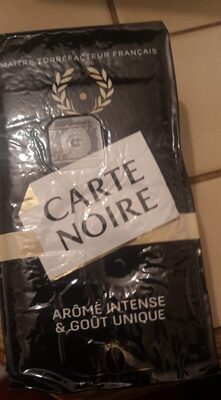 MAÎTRE TORRÉFACTEUR FRANÇAIS
CARTE
NOIRE
ARÔME INTENSE
& GOÛT UNIQUE